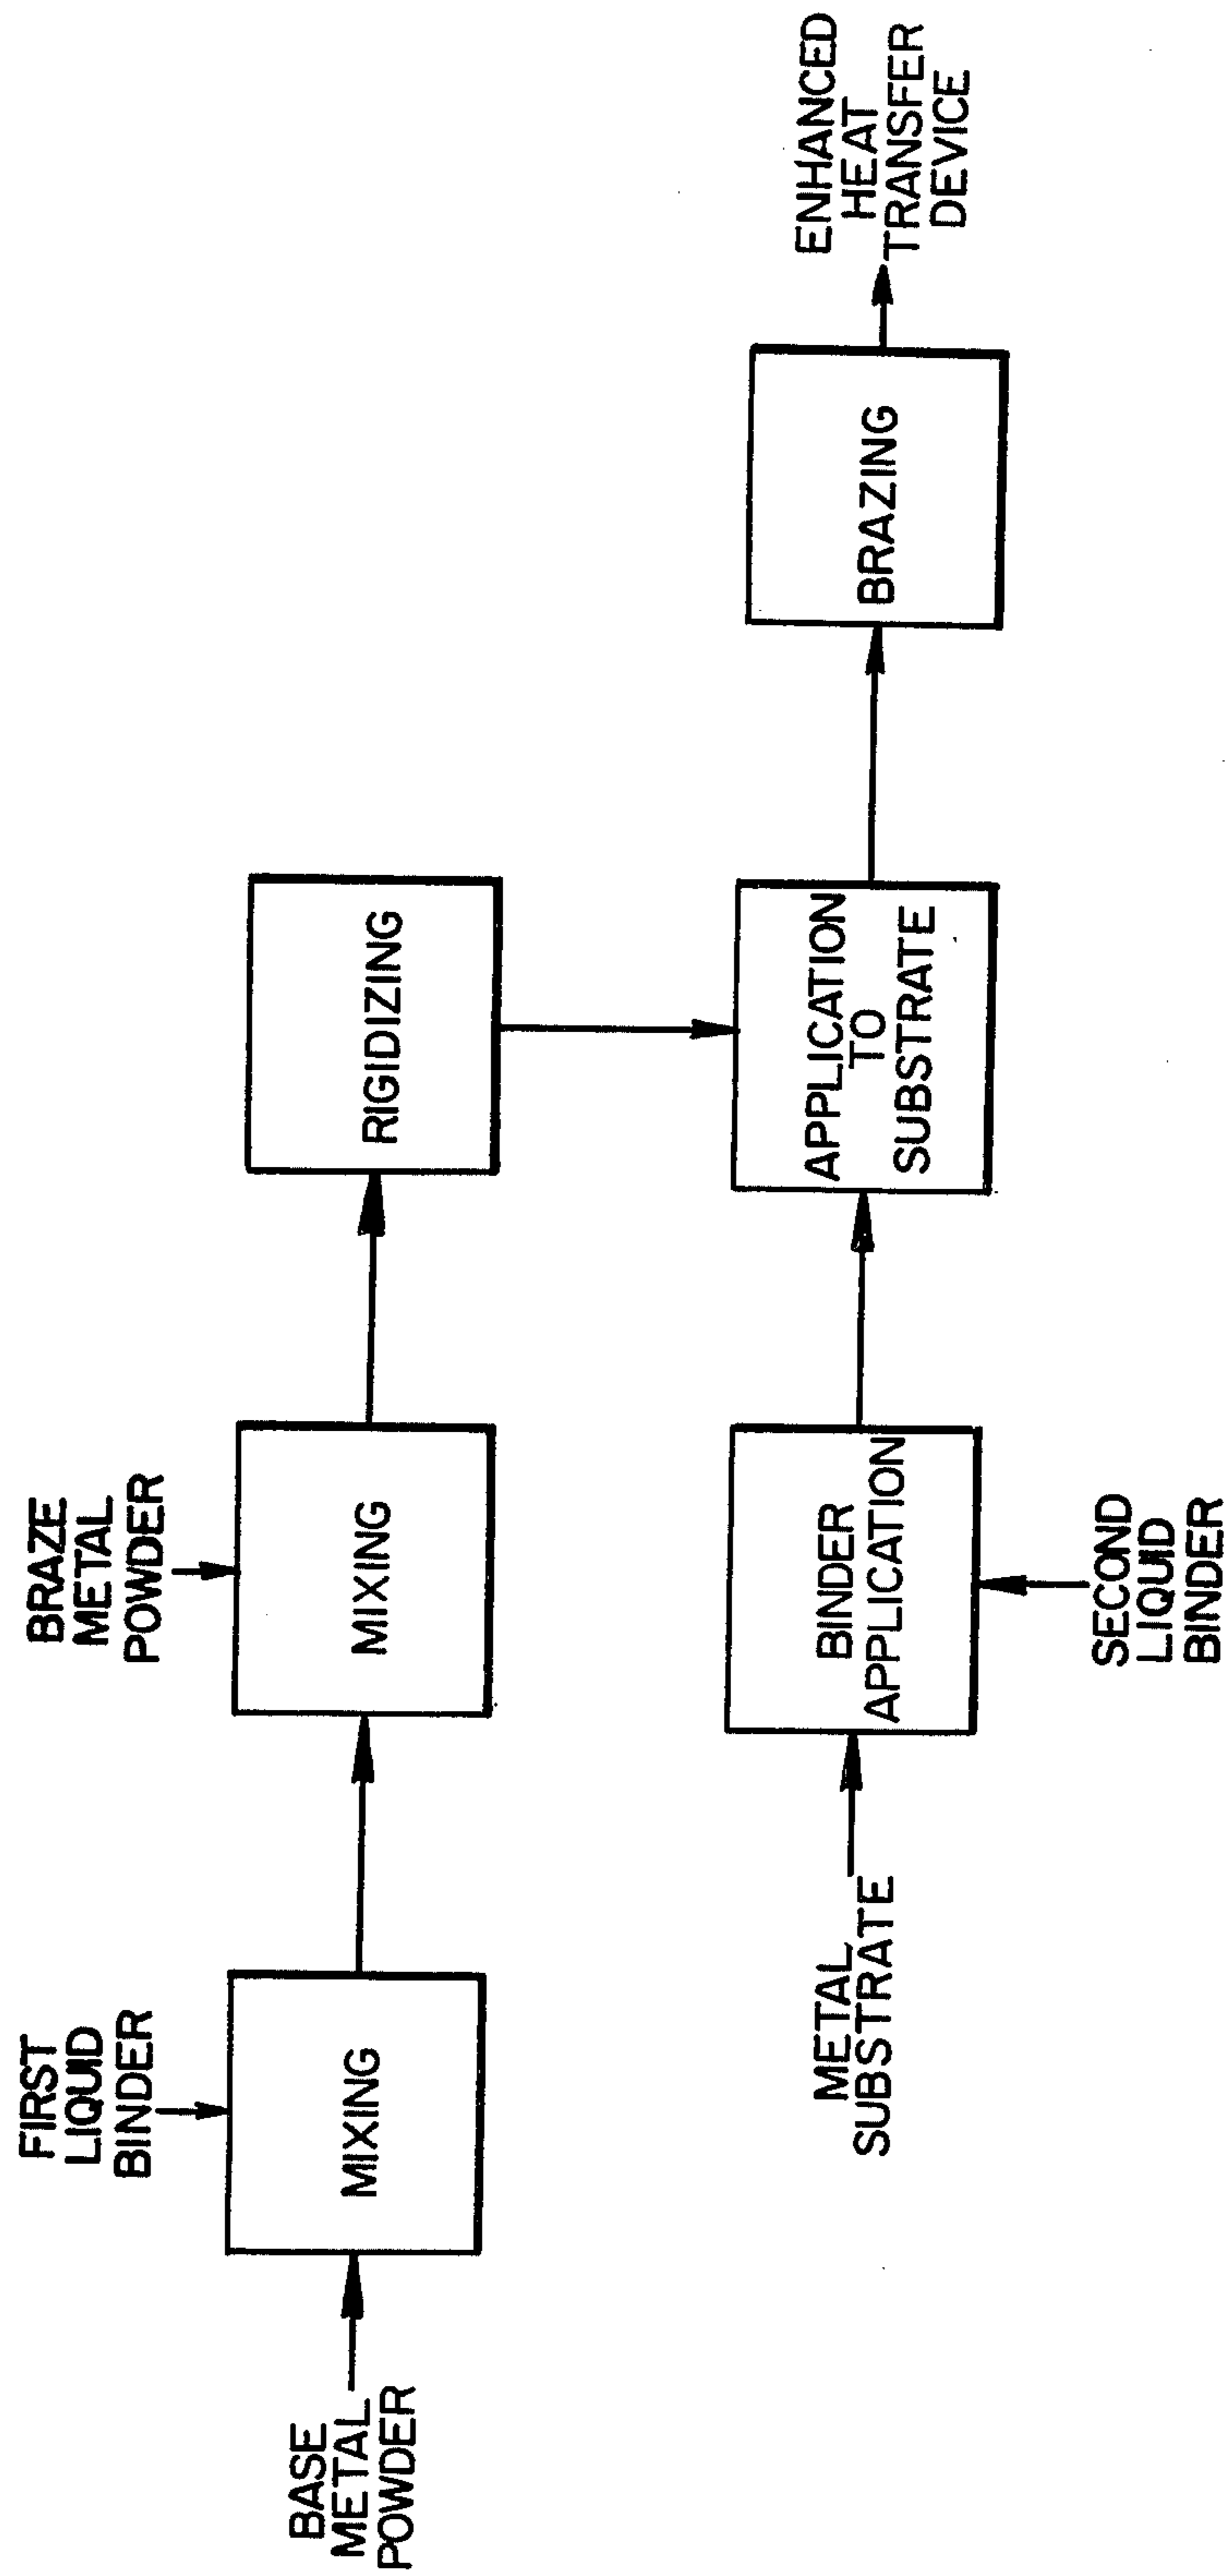 FIRST
LIQUID
BINDER
BRAZE
METAL
POWDER
BASE
METAL
POWDER
MIXING
MIXING
RIGIDIZING
METAL
SUBSTRATE
BINDER
APPLICATION
APPLICATION
TO
SUBSTRATE
BRAZING
ENHANCED
HEAT
TRANSFER
DEVICE
SECOND
LIQUID
BINDER